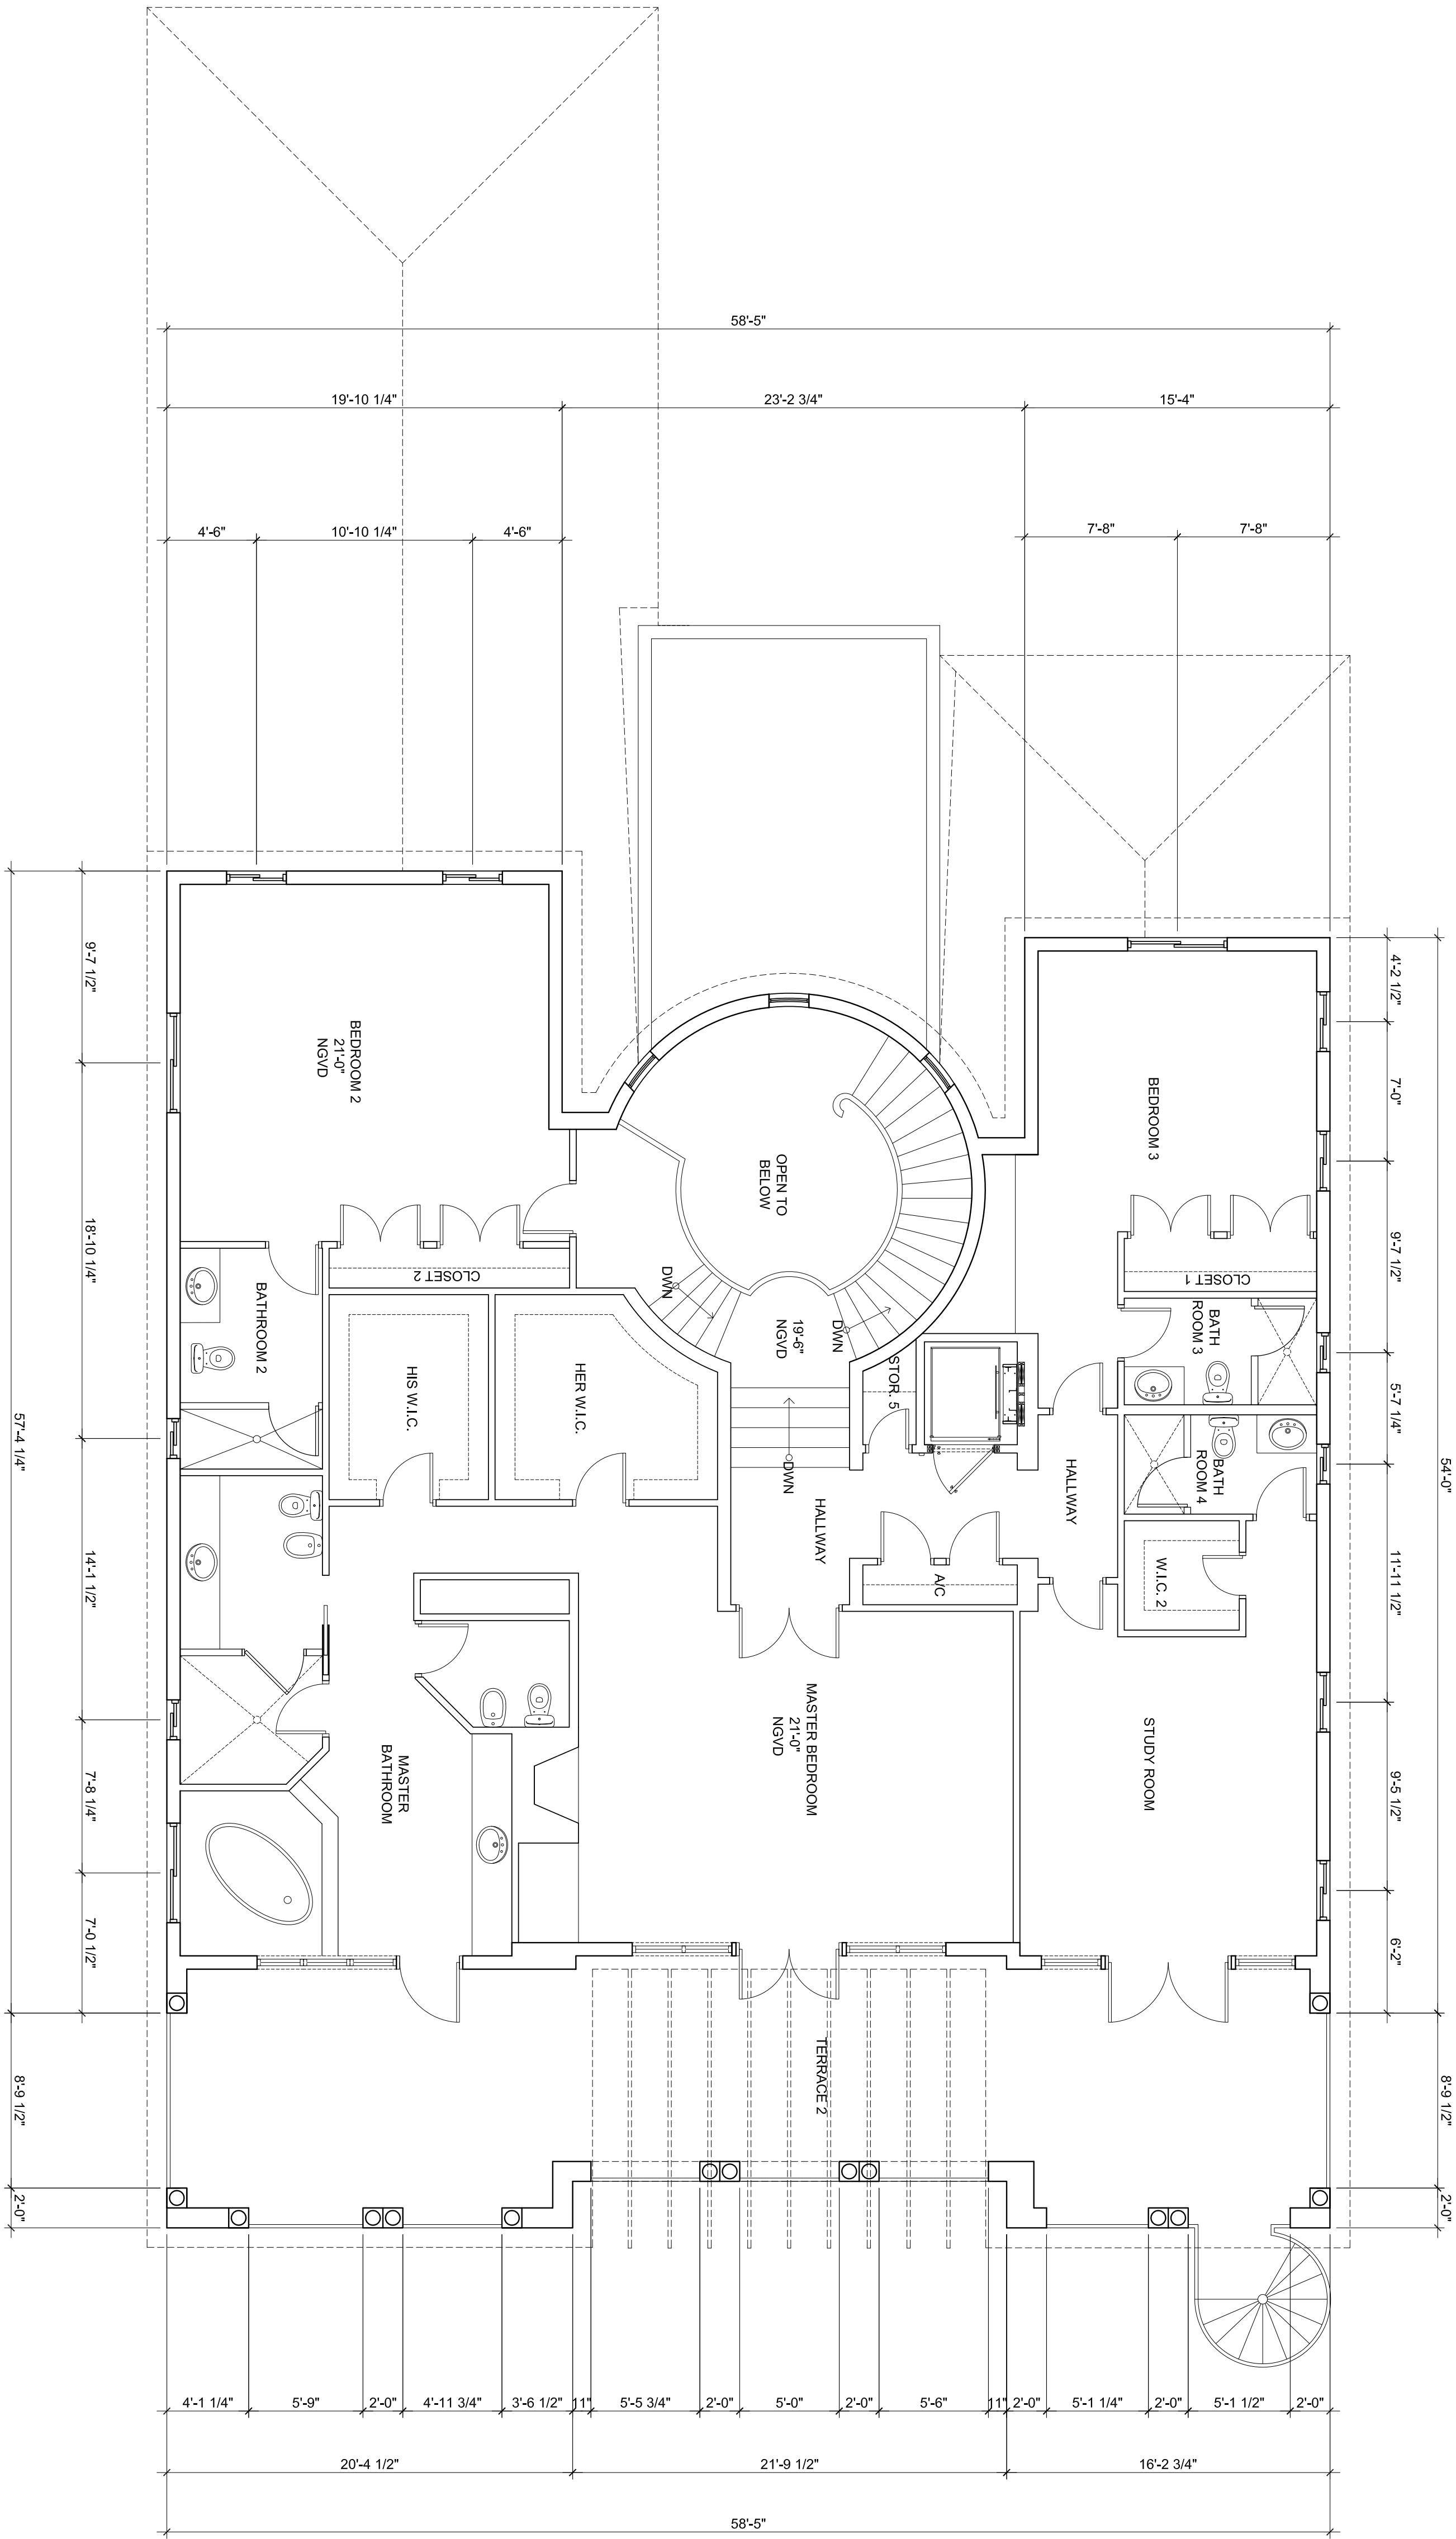 58'-5"
19'-10 1/4"
23'-2 3/4"
15'-4"
4'-6"
10'-10 1/4"
4'-6"
7'-8"
7'-8"
9'-7 1/2"
18'-10 1/4"
14'-1 1/2"
7'-8 1/4"
7'-0 1/2"
57'-4 1/4"
8'-9 1/2"
2'-0"
4'-2 1/2"
7'-0"
9'-7 1/2"
5'-7 1/4"
11'-11 1/2"
9'-5 1/2"
6'-2"
54'-0"
8'-9 1/2"
2'-0"
BEDROOM 2
21'-0"
NGVD
BEDROOM 3
OPEN TO
BELOW
CLOSET 2
CLOSET 1
BATHROOM 2
BATH
ROOM 3
DWN
19'-6"
NGVD
DWN
STOR. 5
HIS W.I.C.
HER W.I.C.
DWN
HALLWAY
HALLWAY
BATH
ROOM 4
A/C
W.I.C. 2
MASTER
BATHROOM
MASTER BEDROOM
21'-0"
NGVD
STUDY ROOM
TERRACE 2
4'-1 1/4"
5'-9"
2'-0"
4'-11 3/4"
3'-6 1/2"
11"
5'-5 3/4"
2'-0"
5'-0"
2'-0"
5'-6"
11"
2'-0"
5'-1 1/4"
2'-0"
5'-1 1/2"
2'-0"
20'-4 1/2"
21'-9 1/2"
16'-2 3/4"
58'-5"